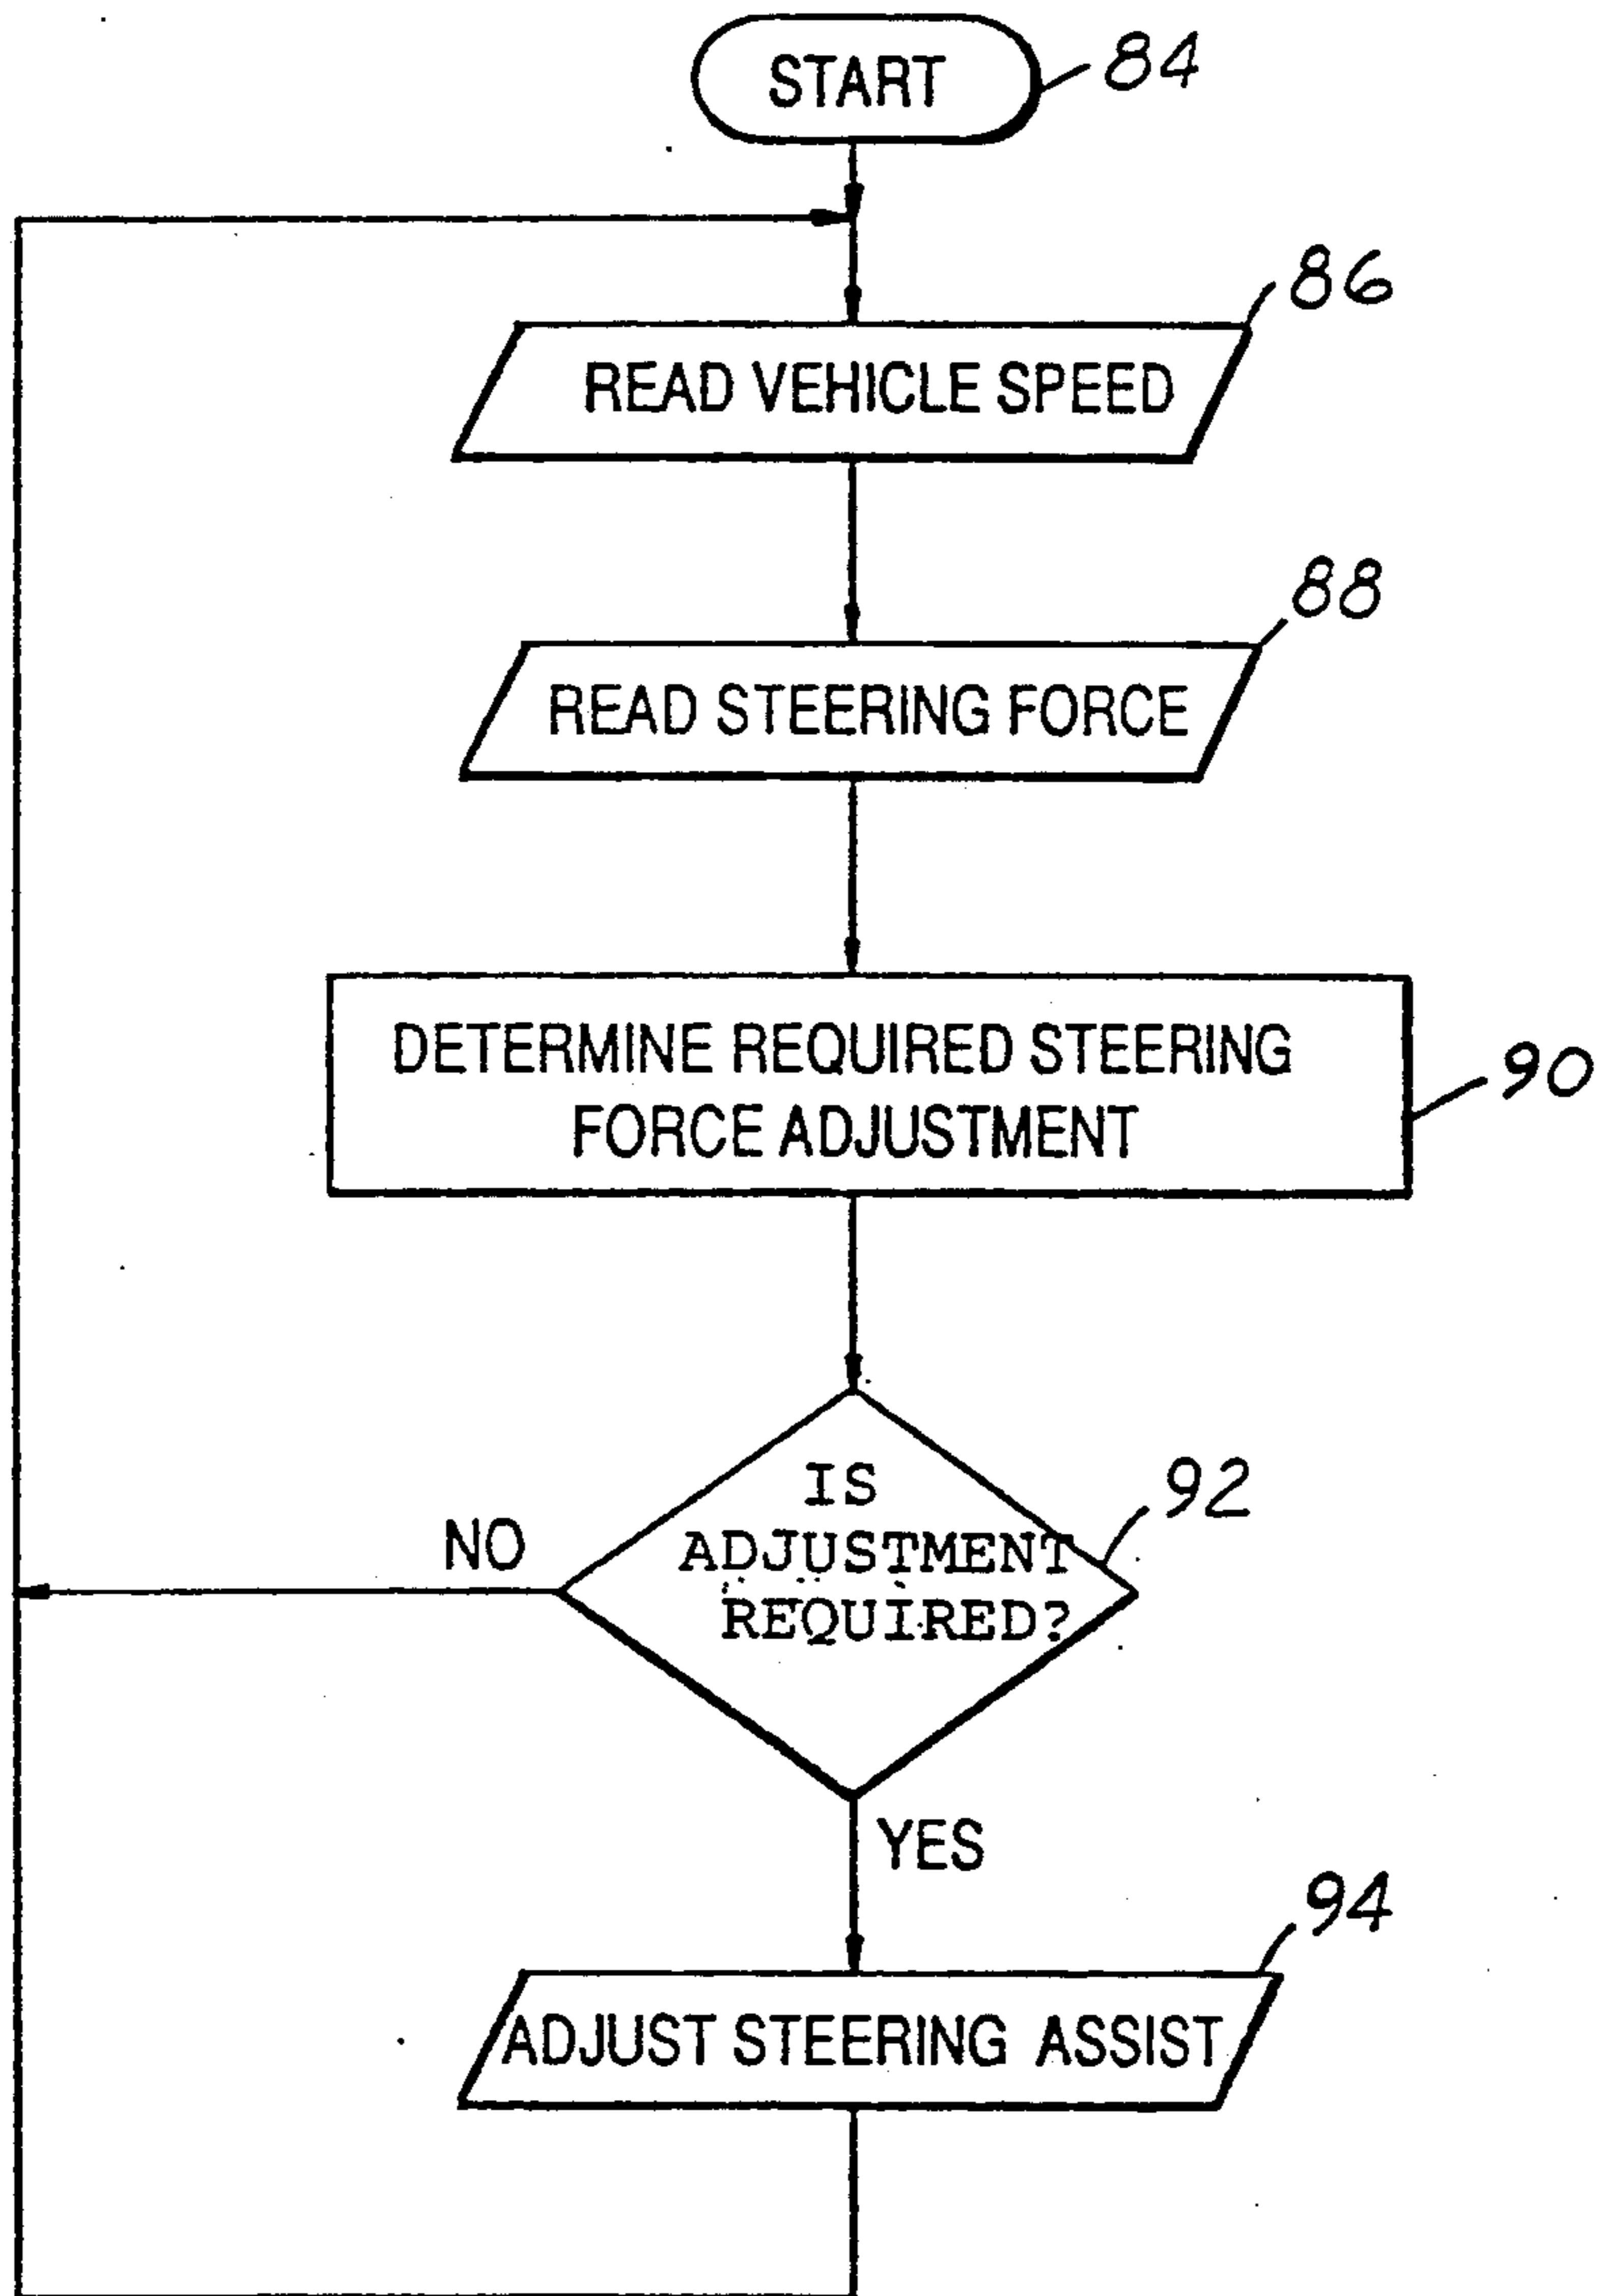 START
84
86
READ VEHICLE SPEED
88
READ STEERING FORCE
DETERMINE REQUIRED STEERING
FORCE ADJUSTMENT
90
IS
ADJUSTMENT
REQUIRED?
92
NO
YES
94
ADJUST STEERING ASSIST